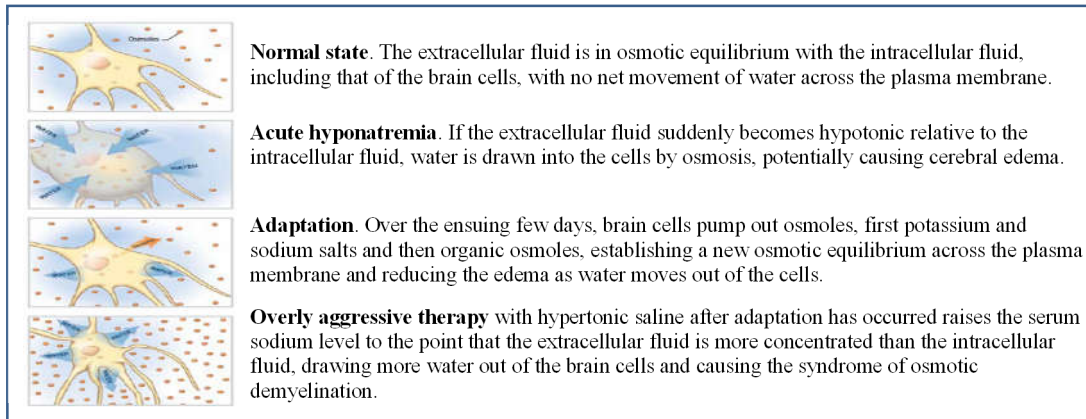 Osmoles
Normal state. The extracellular fluid is in osmotic equilibrium with the intracellular fluid,
including that of the brain cells, with no net movement of water across the plasma membrane.
WATER
WATER
WATER
WATER
Acute hyponatremia. If the extracellular fluid suddenly becomes hypotonic relative to the
intracellular fluid, water is drawn into the cells by osmosis, potentially causing cerebral edema.
Adaptation. Over the ensuing few days, brain cells pump out osmoles, first potassium and
sodium salts and then organic osmoles, establishing a new osmotic equilibrium across the plasma
membrane and reducing the edema as water moves out of the cells.
Overly aggressive therapy with hypertonic saline after adaptation has occurred raises the serum
sodium level to the point that the extracellular fluid is more concentrated than the intracellular
fluid, drawing more water out of the brain cells and causing the syndrome of osmotic
demyelination.